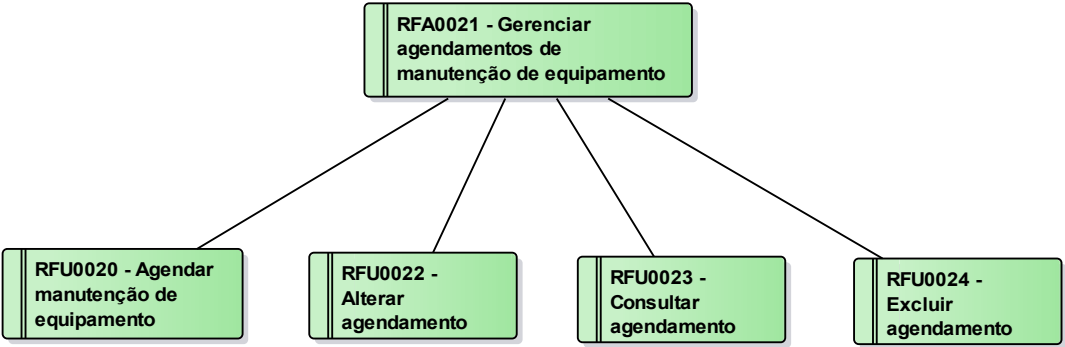 RFA0021 - Gerenciar
agendamentos de
manutenção de equipamento
RFU0020 - Agendar
manutenção de
equipamento
RFU0022 -
Alterar
agendamento
RFU0023 -
Consultar
agendamento
RFU0024 -
Excluir
agendamento